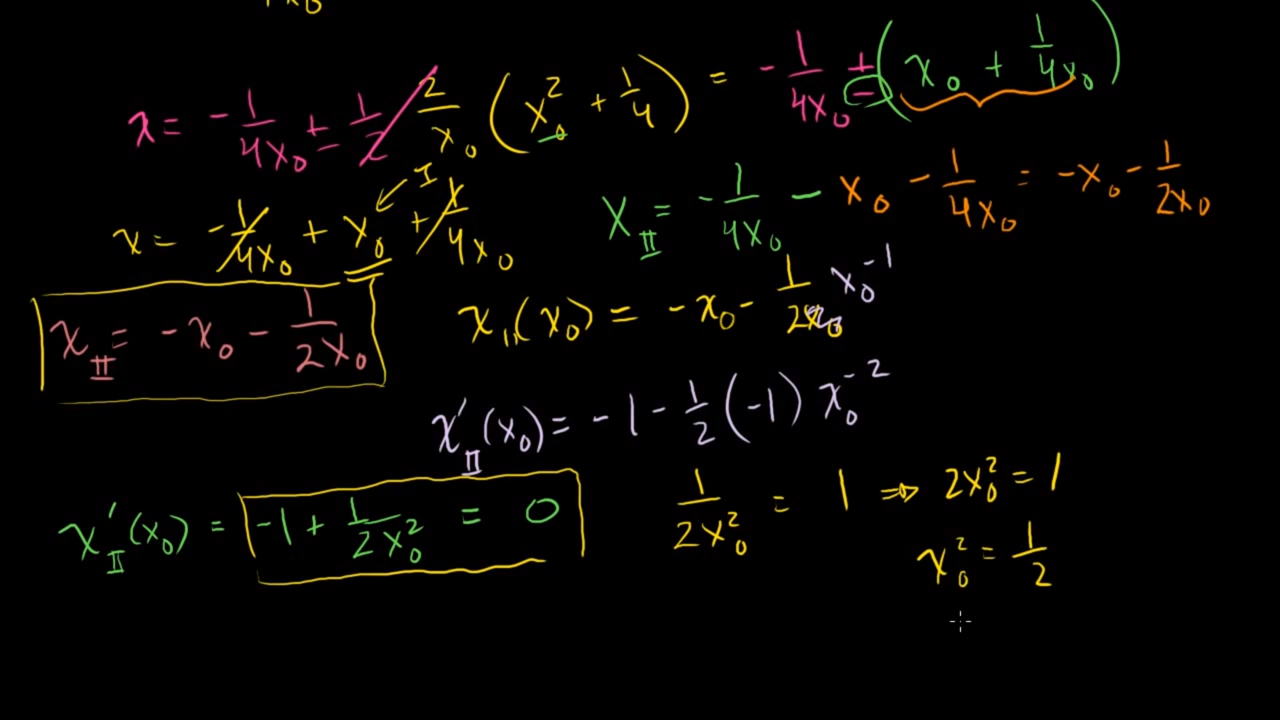 x = -1/4x₀ ± 1/2 2/x₀ (x₀² + 1/4) = -1/4x₀ ± (x₀ + 1/4x₀)
x = -1/4x₀ + x₀ + 1/4x₀
I
x_II = -1/4x₀ - x₀ - 1/4x₀ = -x₀ - 1/2x₀
x_II = -x₀ - 1/2x₀
x_II(x₀) = -x₀ - 1/2 x₀⁻¹
x'_II(x₀) = -1 - 1/2 (-1) x₀⁻²
x'_II(x₀) = -1 + 1/2x₀² = 0
1/2x₀² = 1 ⇒ 2x₀² = 1
x₀² = 1/2